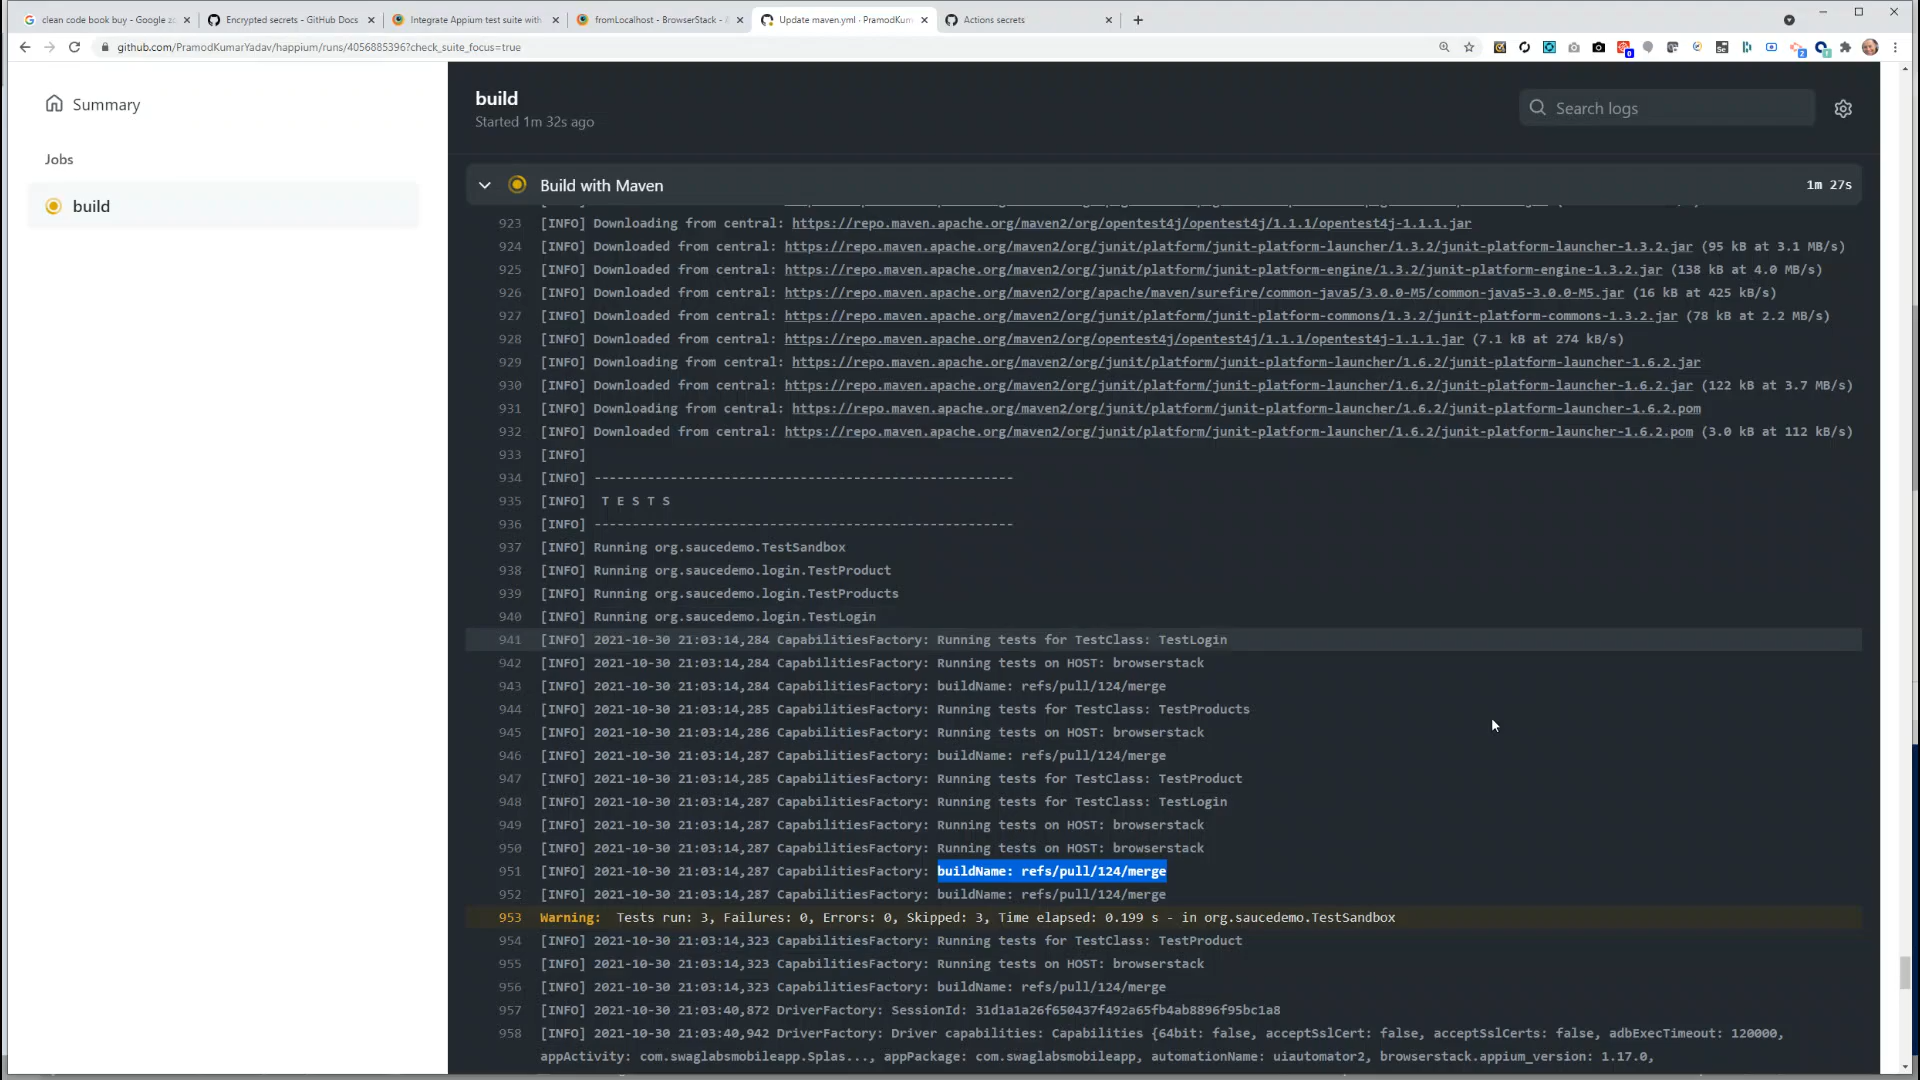 clean code book buy - Google
Encrypted secrets - GitHub Docs
Integrate Appium test suite with
fromLocalhost - BrowserStack -
Update maven.yml · PramodKum
Actions secrets
github.com/PramodKumarYadav/happium/runs/4056885396?check_suite_focus=true
Summary
Jobs
build
build
Started 1m 32s ago
Search logs
Build with Maven
1m 27s
923 [INFO] Downloading from central: https://repo.maven.apache.org/maven2/org/opentest4j/opentest4j/1.1.1/opentest4j-1.1.1.jar
924 [INFO] Downloaded from central: https://repo.maven.apache.org/maven2/org/junit/platform/junit-platform-launcher/1.3.2/junit-platform-launcher-1.3.2.jar (95 kB at 3.1 MB/s)
925 [INFO] Downloaded from central: https://repo.maven.apache.org/maven2/org/junit/platform/junit-platform-engine/1.3.2/junit-platform-engine-1.3.2.jar (138 kB at 4.0 MB/s)
926 [INFO] Downloaded from central: https://repo.maven.apache.org/maven2/org/apache/maven/surefire/common-java5/3.0.0-M5/common-java5-3.0.0-M5.jar (16 kB at 425 kB/s)
927 [INFO] Downloaded from central: https://repo.maven.apache.org/maven2/org/junit/platform/junit-platform-commons/1.3.2/junit-platform-commons-1.3.2.jar (78 kB at 2.2 MB/s)
928 [INFO] Downloaded from central: https://repo.maven.apache.org/maven2/org/opentest4j/opentest4j/1.1.1/opentest4j-1.1.1.jar (7.1 kB at 274 kB/s)
929 [INFO] Downloading from central: https://repo.maven.apache.org/maven2/org/junit/platform/junit-platform-launcher/1.6.2/junit-platform-launcher-1.6.2.jar
930 [INFO] Downloaded from central: https://repo.maven.apache.org/maven2/org/junit/platform/junit-platform-launcher/1.6.2/junit-platform-launcher-1.6.2.jar (122 kB at 3.7 MB/s)
931 [INFO] Downloading from central: https://repo.maven.apache.org/maven2/org/junit/platform/junit-platform-launcher/1.6.2/junit-platform-launcher-1.6.2.pom
932 [INFO] Downloaded from central: https://repo.maven.apache.org/maven2/org/junit/platform/junit-platform-launcher/1.6.2/junit-platform-launcher-1.6.2.pom (3.0 kB at 112 kB/s)
933 [INFO]
934 [INFO] -------------------------------------------------------
935 [INFO]  T E S T S
936 [INFO] -------------------------------------------------------
937 [INFO] Running org.saucedemo.TestSandbox
938 [INFO] Running org.saucedemo.login.TestProduct
939 [INFO] Running org.saucedemo.login.TestProducts
940 [INFO] Running org.saucedemo.login.TestLogin
941 [INFO] 2021-10-30 21:03:14,284 CapabilitiesFactory: Running tests for TestClass: TestLogin
942 [INFO] 2021-10-30 21:03:14,284 CapabilitiesFactory: Running tests on HOST: browserstack
943 [INFO] 2021-10-30 21:03:14,284 CapabilitiesFactory: buildName: refs/pull/124/merge
944 [INFO] 2021-10-30 21:03:14,285 CapabilitiesFactory: Running tests for TestClass: TestProducts
945 [INFO] 2021-10-30 21:03:14,286 CapabilitiesFactory: Running tests on HOST: browserstack
946 [INFO] 2021-10-30 21:03:14,287 CapabilitiesFactory: buildName: refs/pull/124/merge
947 [INFO] 2021-10-30 21:03:14,285 CapabilitiesFactory: Running tests for TestClass: TestProduct
948 [INFO] 2021-10-30 21:03:14,287 CapabilitiesFactory: Running tests for TestClass: TestLogin
949 [INFO] 2021-10-30 21:03:14,287 CapabilitiesFactory: Running tests on HOST: browserstack
950 [INFO] 2021-10-30 21:03:14,287 CapabilitiesFactory: Running tests on HOST: browserstack
951 [INFO] 2021-10-30 21:03:14,287 CapabilitiesFactory: buildName: refs/pull/124/merge
952 [INFO] 2021-10-30 21:03:14,287 CapabilitiesFactory: buildName: refs/pull/124/merge
953 Warning:  Tests run: 3, Failures: 0, Errors: 0, Skipped: 3, Time elapsed: 0.199 s - in org.saucedemo.TestSandbox
954 [INFO] 2021-10-30 21:03:14,323 CapabilitiesFactory: Running tests for TestClass: TestProduct
955 [INFO] 2021-10-30 21:03:14,323 CapabilitiesFactory: Running tests on HOST: browserstack
956 [INFO] 2021-10-30 21:03:14,323 CapabilitiesFactory: buildName: refs/pull/124/merge
957 [INFO] 2021-10-30 21:03:40,872 DriverFactory: SessionId: 31d1a1a26f650437f492a65fb4ab8896f95bc1a8
958 [INFO] 2021-10-30 21:03:40,942 DriverFactory: Driver capabilities: Capabilities {64bit: false, acceptSslCert: false, acceptSslCerts: false, adbExecTimeout: 120000,
appActivity: com.swaglabsmobileapp.Splas..., appPackage: com.swaglabsmobileapp, automationName: uiautomator2, browserstack.appium_version: 1.17.0,